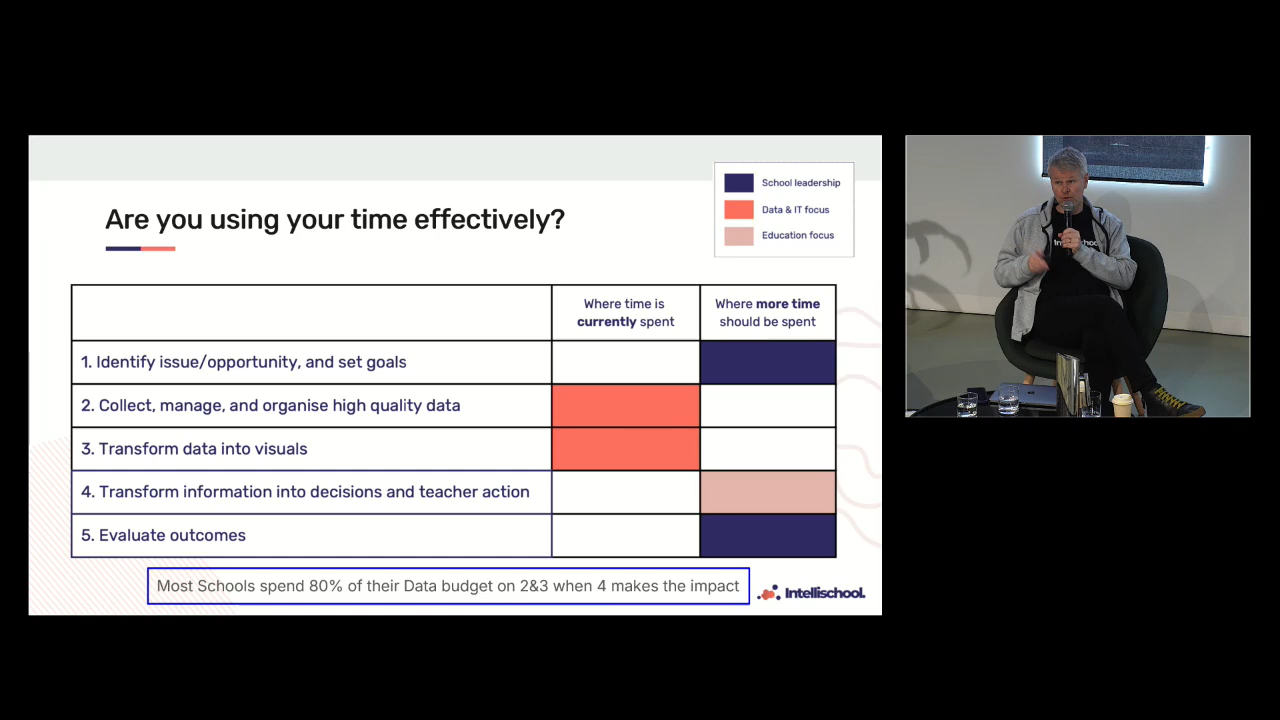 School leadership
Data & IT focus
Education focus
Are you using your time effectively?
Where time is
currently spent
Where more time
should be spent
1. Identify issue/opportunity, and set goals
2. Collect, manage, and organise high quality data
3. Transform data into visuals
4. Transform information into decisions and teacher action
5. Evaluate outcomes
Most Schools spend 80% of their Data budget on 2&3 when 4 makes the impact
Intellischool.